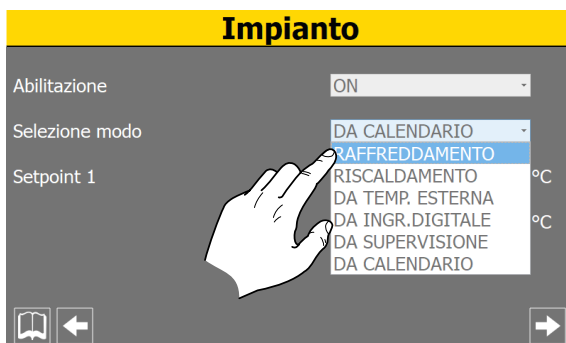 Impianto
Abilitazione ON
Selezione modo DA CALENDARIO
RAFFREDDAMENTO
Setpoint 1 RISCALDAMENTO °C
DA TEMP. ESTERNA
DA INGR.DIGITALE °C
DA SUPERVISIONE
DA CALENDARIO